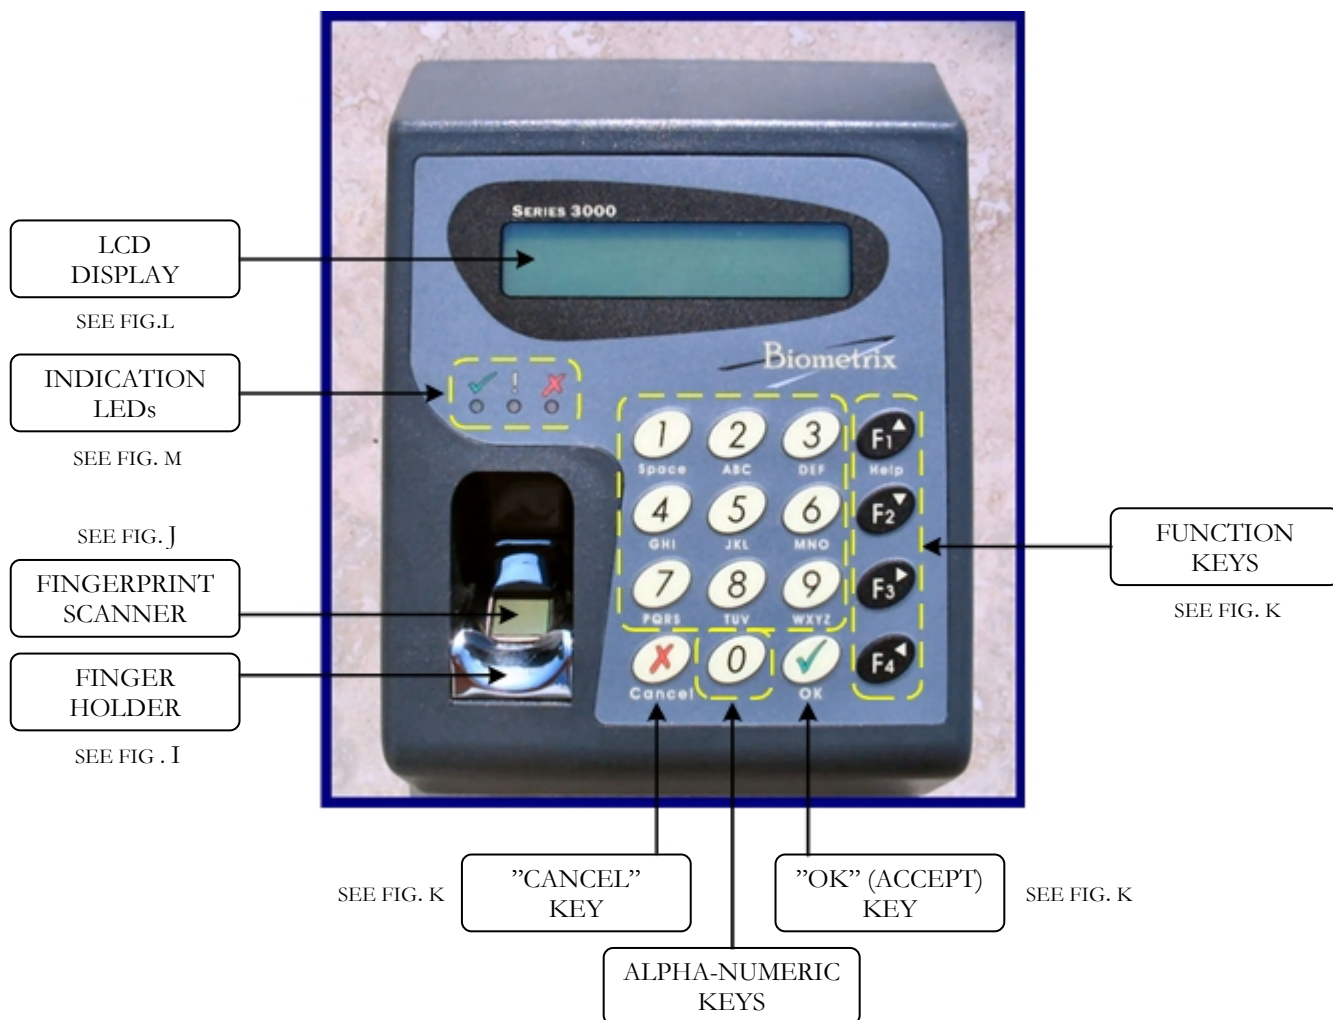 SERIES 3000
LCD
DISPLAY
SEE FIG.L
Biometrix
INDICATION
LEDs
SEE FIG. M
!
1 2 3 F1
Space ABC DEF Help
4 5 6 F2
GHI JKL MNO
SEE FIG. J
FUNCTION
KEYS
SEE FIG. K
FINGERPRINT
SCANNER
7 8 9 F3
PQRS TUV WXYZ
FINGER
HOLDER
SEE FIG . I
0 F4
Cancel OK
SEE FIG. K
”CANCEL”
KEY
”OK” (ACCEPT)
KEY
SEE FIG. K
ALPHA-NUMERIC
KEYS